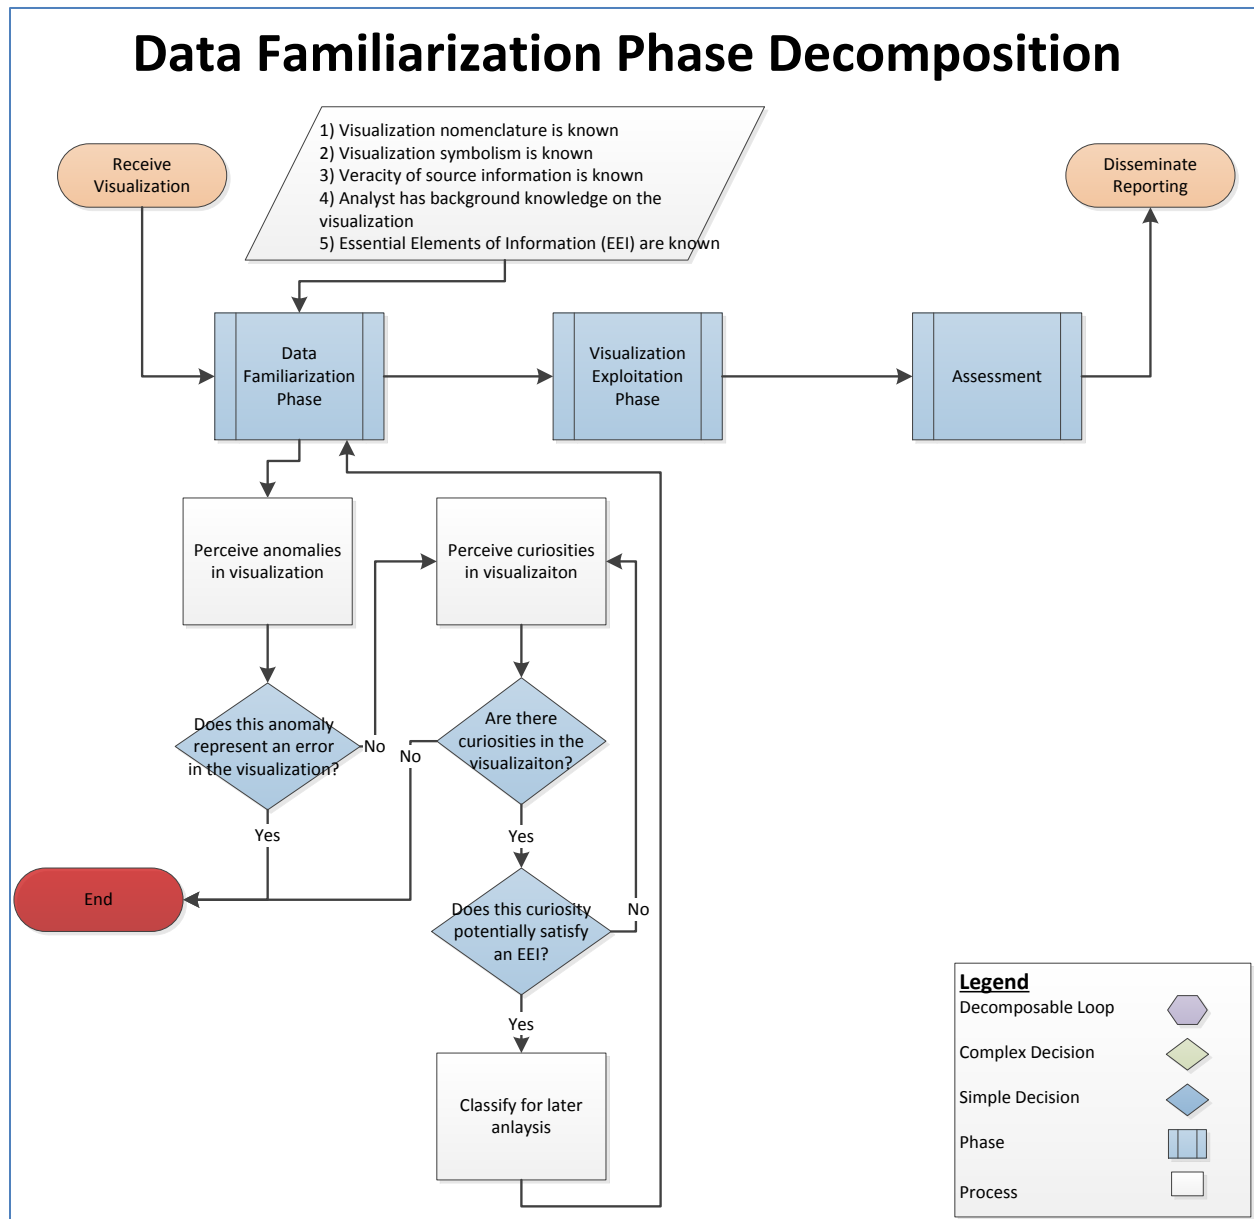 Data Familiarization Phase Decomposition
1) Visualization nomenclature is known
2) Visualization symbolism is known
3) Veracity of source information is known
4) Analyst has background knowledge on the
visualization
5) Essential Elements of Information (EEI) are known
Receive
Visualization
Disseminate
Reporting
Data
Familiarization
Phase
Visualization
Exploitation
Phase
Assessment
Perceive anomalies
in visualization
Perceive curiosities
in visualizaiton
Does this anomaly
represent an error
in the visualization?
No
Yes
Are there
curiosities in the
visualizaiton?
No
Yes
End
Does this curiosity
potentially satisfy
an EEI?
No
Yes
Classify for later
anlaysis
Legend
Decomposable Loop
Complex Decision
Simple Decision
Phase
Process